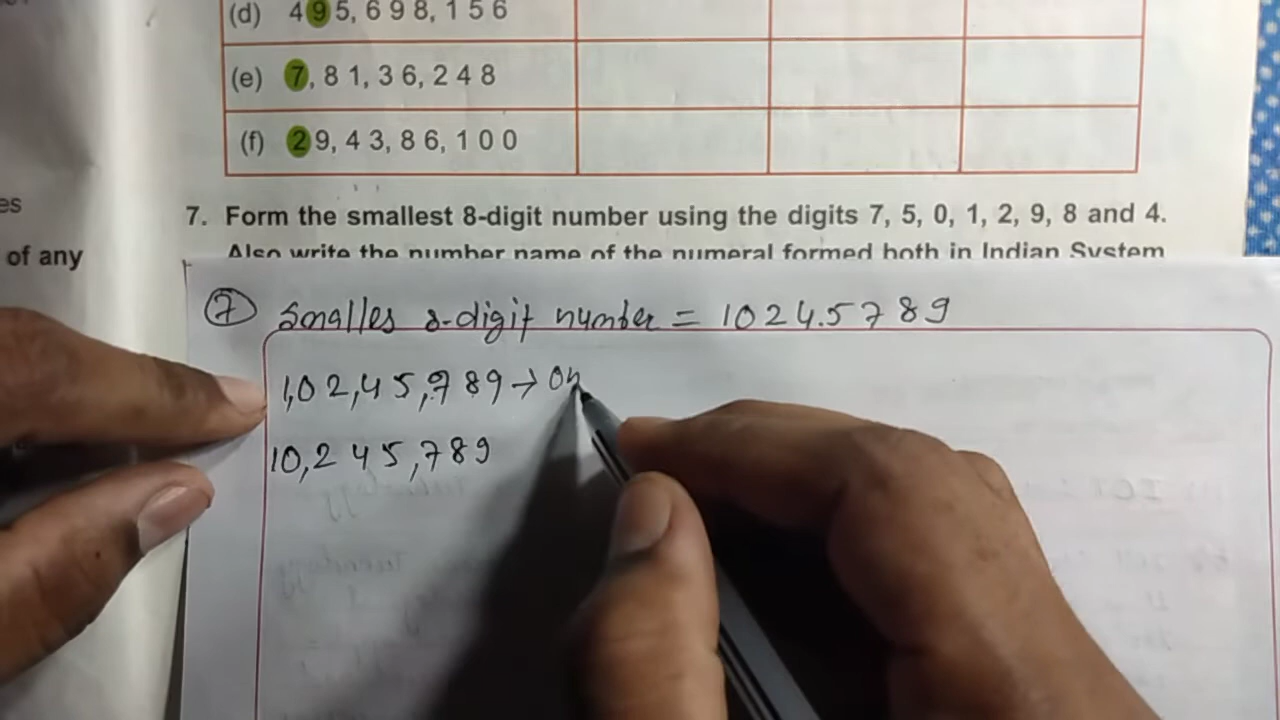 (d) 495,698,156
(e) 7,81,36,248
(f) 29,43,86,100
es
7. Form the smallest 8-digit number using the digits 7, 5, 0, 1, 2, 9, 8 and 4.
of any
Also write the number name of the numeral formed both in Indian System
7 Smalles 8-digit number = 10245789
1,02,45,789 → On
10,245,789